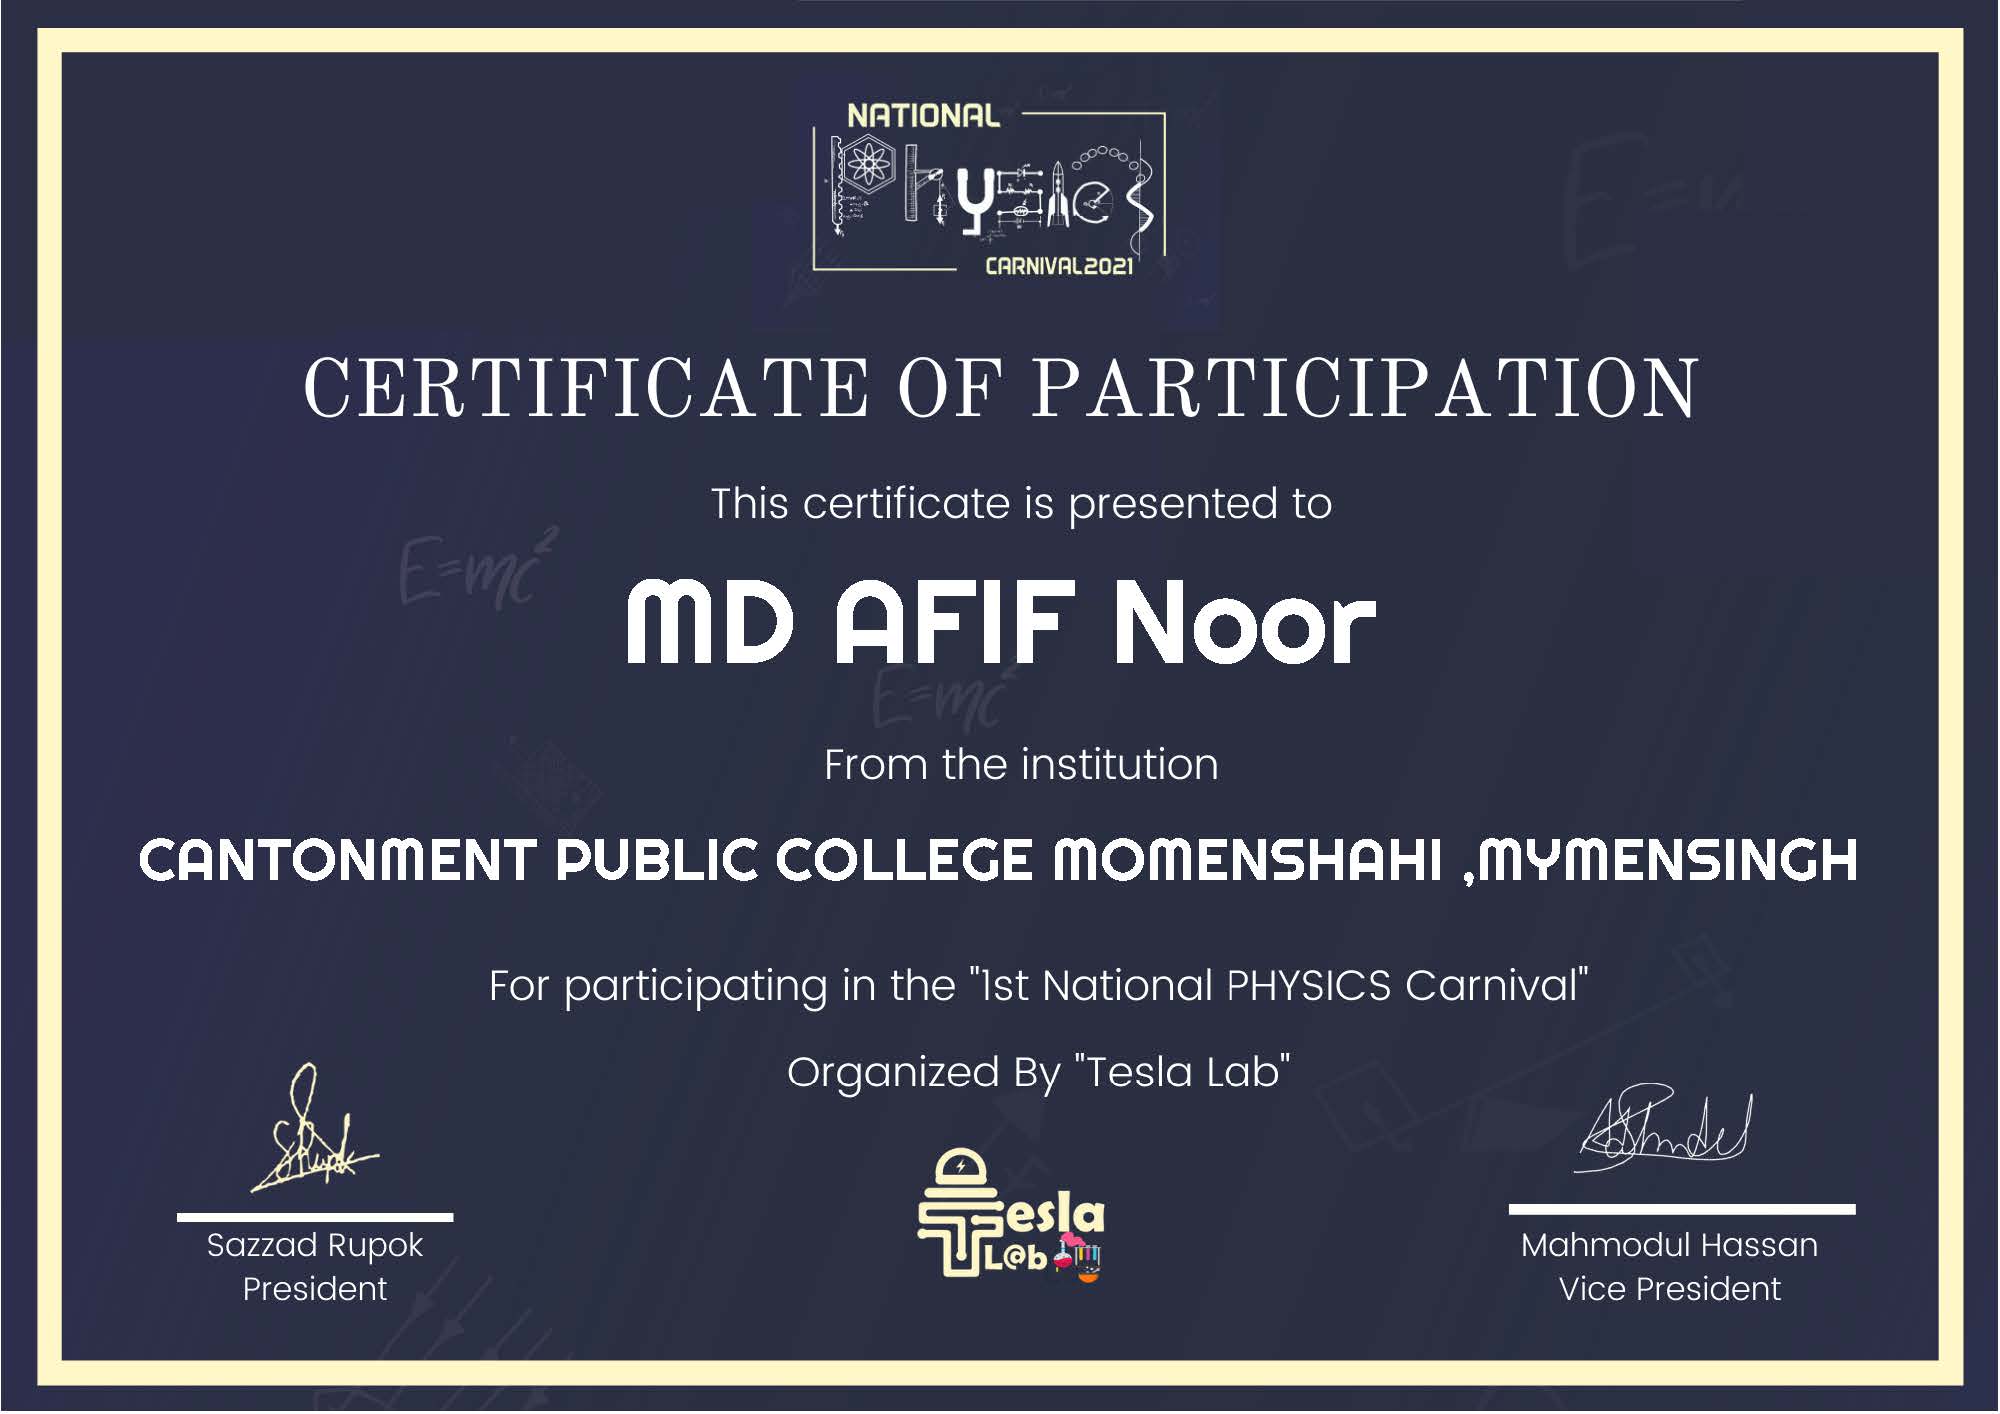 NATIONAL
PhysicS
CARNIVAL2021
CERTIFICATE OF PARTICIPATION
This certificate is presented to
E=mc²
MD AFIF Noor
E=mc²
From the institution
CANTONMENT PUBLIC COLLEGE MOMENSHAHI ,MYMENSINGH
For participating in the "1st National PHYSICS Carnival"
Organized By "Tesla Lab"
Sazzad Rupok
President
Tesla
L@b
Mahmodul Hassan
Vice President